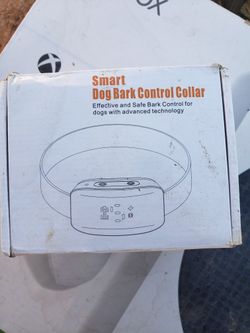 Smart
Dog Bark Control Collar
Effective and Safe Bark Control for
dogs with advanced technology